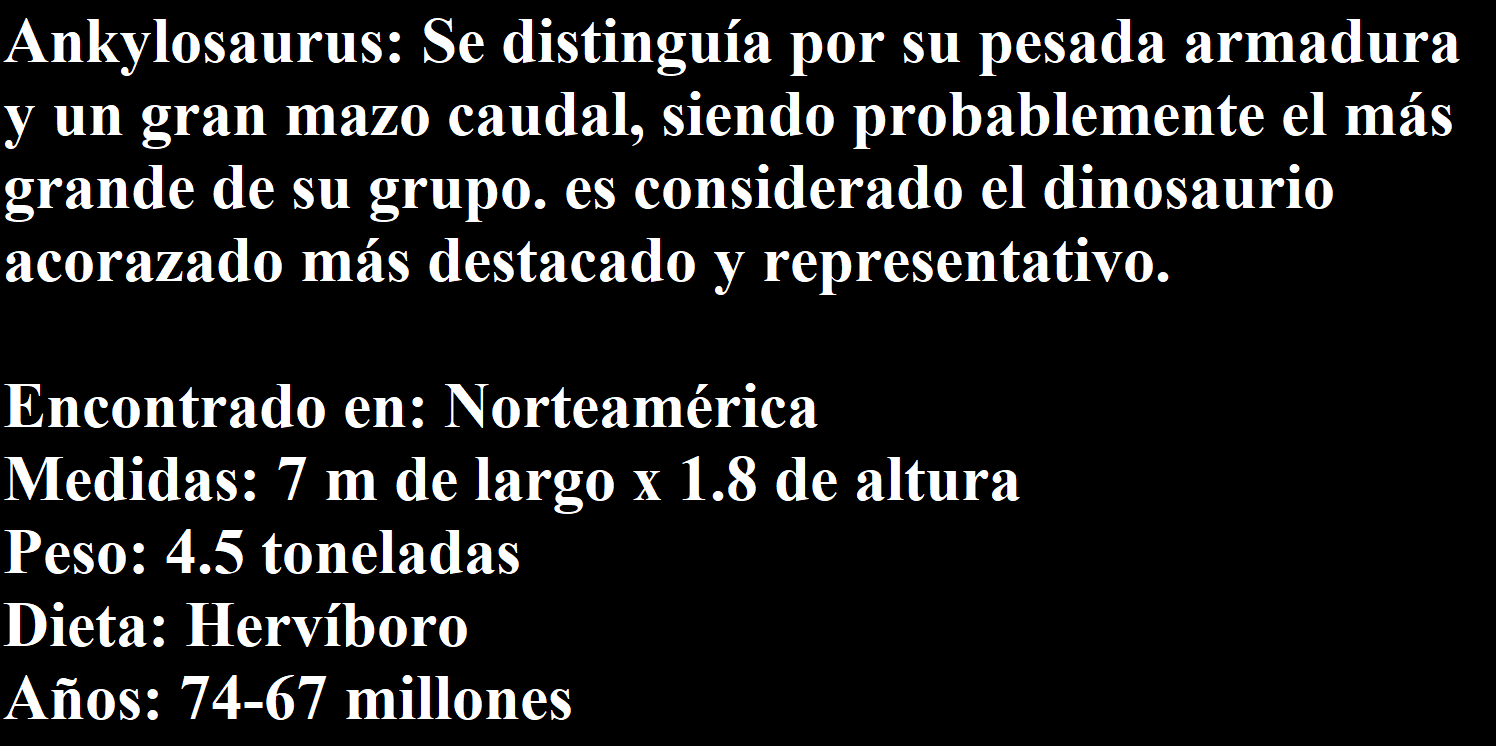 Ankylosaurus: Se distinguía por su pesada armadura
y un gran mazo caudal, siendo probablemente el más
grande de su grupo. es considerado el dinosaurio
acorazado más destacado y representativo.

Encontrado en: Norteamérica
Medidas: 7 m de largo x 1.8 de altura
Peso: 4.5 toneladas
Dieta: Hervíboro
Años: 74-67 millones